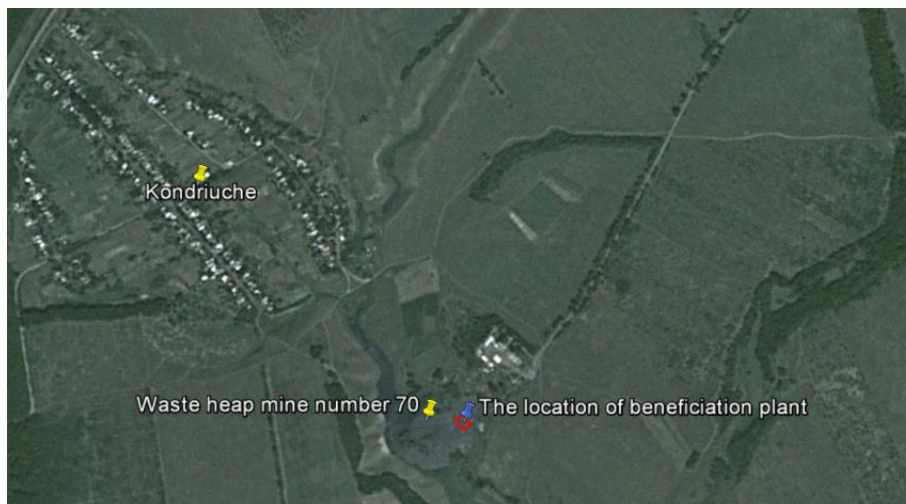 Kondriuche
Waste heap mine number 70
The location of beneficiation plant